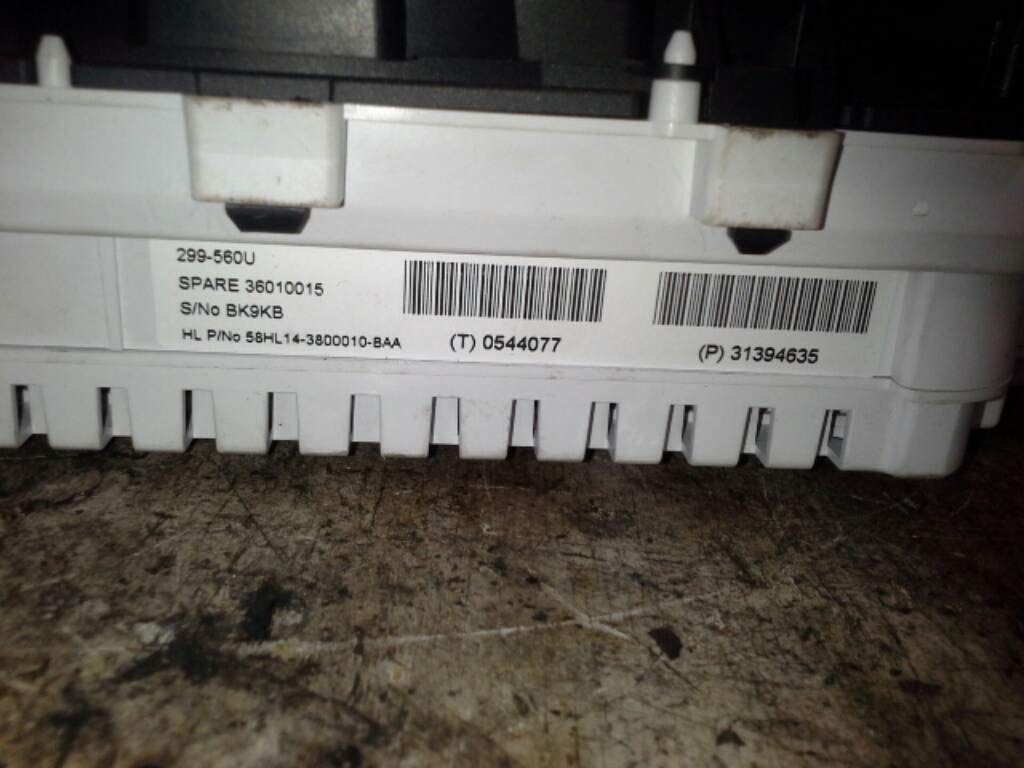 299-560U
SPARE 36010015
S/No BK9KB
HL P/No 58HL14-3800010-BAA
(T) 0544077
(P) 31394635